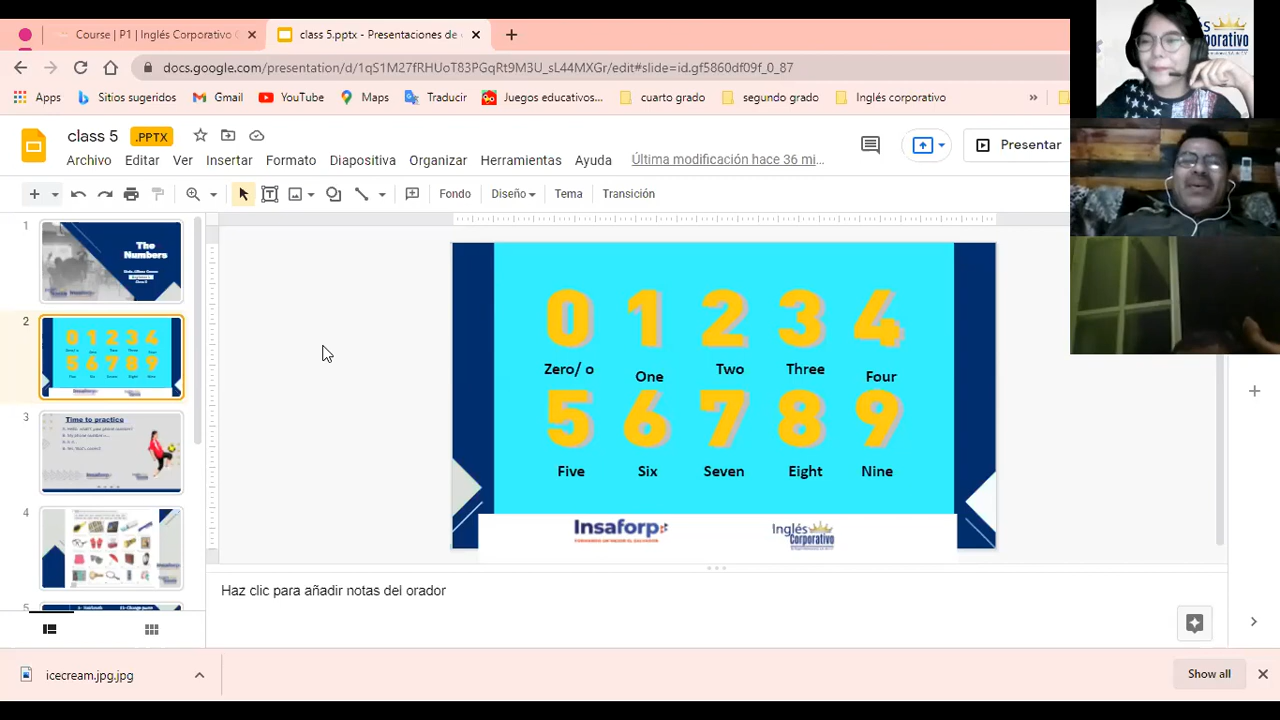 Course | P1 | Inglés Corporativo C
class 5.pptx - Presentaciones de
docs.google.com/presentation/d/1qS1M27fRHUoT83PGqRt9M3U_sL44MXGr/edit#slide=id.gf5860df09f_0_87
Apps
Sitios sugeridos
Gmail
YouTube
Maps
Traducir
Juegos educativos...
cuarto grado
segundo grado
Inglés corporativo
class 5
.PPTX
Archivo
Editar
Ver
Insertar
Formato
Diapositiva
Organizar
Herramientas
Ayuda
Última modificación hace 36 mi...
Presentar
Fondo
Diseño
Tema
Transición
1
The
Numbers
2
3
Time to practice
4
5
0 1 2 3 4
Zero/ o One Two Three Four
5 6 7 8 9
Five Six Seven Eight Nine
Insaforp
Inglés
Corporativo
Haz clic para añadir notas del orador
icecream.jpg.jpg
Show all